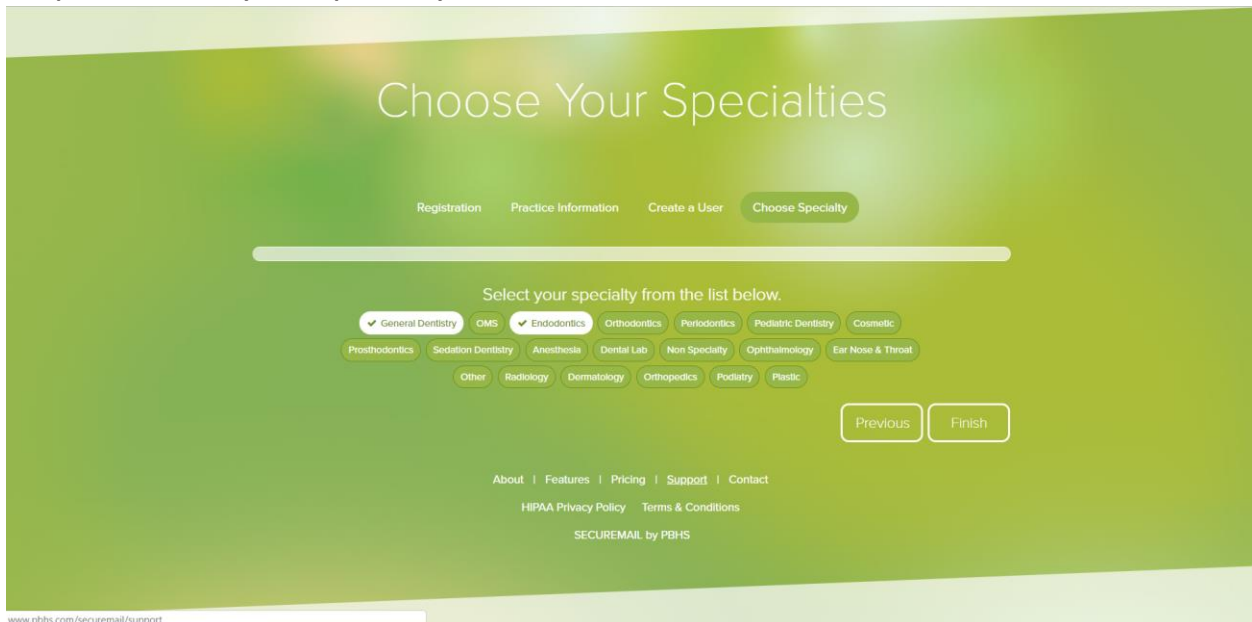 Choose Your Specialties
Registration Practice Information Create a User Choose Specialty
Select your specialty from the list below.
General Dentistry OMS Endodontics Orthodontics Periodontics Pediatric Dentistry Cosmetic
Prosthodontics Sedation Dentistry Anesthesia Dental Lab Non Specialty Ophthalmology Ear Nose & Throat
Other Radiology Dermatology Orthopedics Podiatry Plastic
Previous Finish
About | Features | Pricing | Support | Contact
HIPAA Privacy Policy Terms & Conditions
SECUREMAIL by PBHS
www.pbhs.com/securemail/support